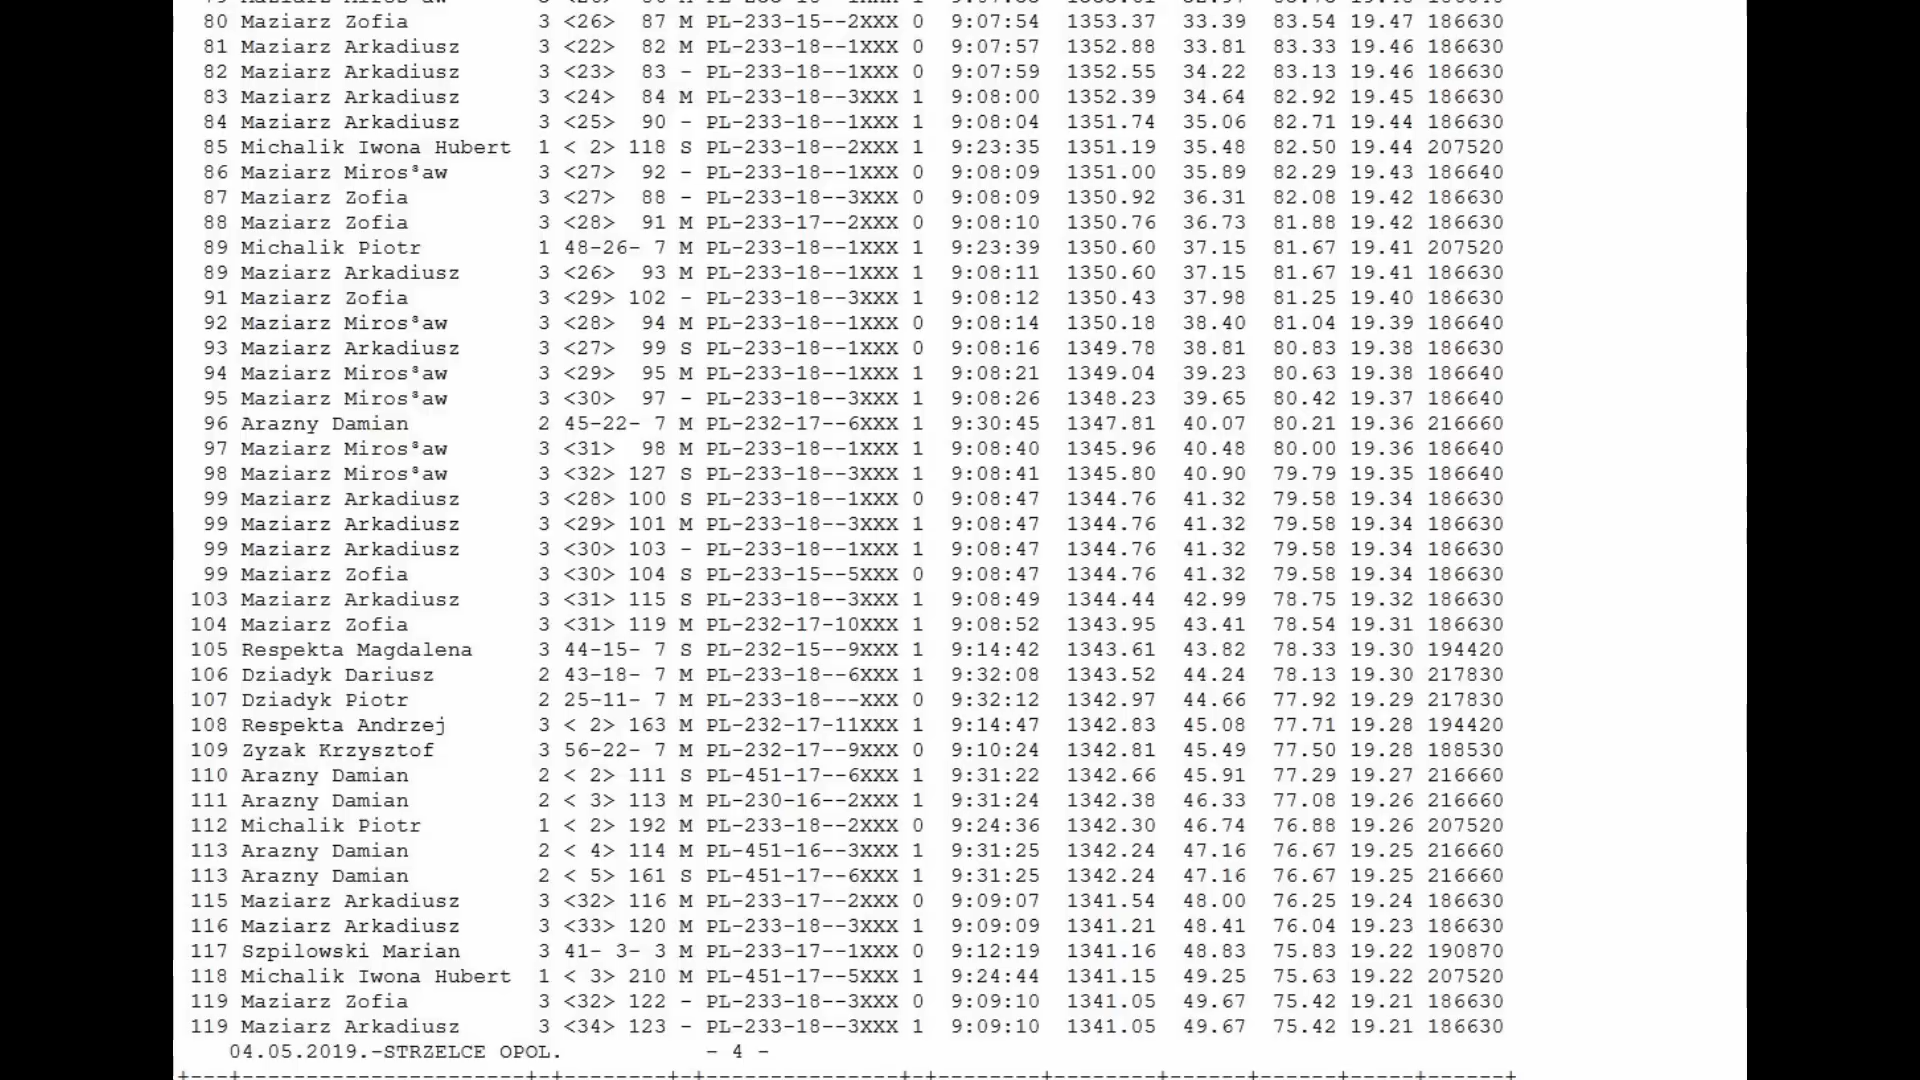 80 Maziarz Zofia 3 <26> 87 M PL-233-15--2XXX 0 9:07:54 1353.37 33.39 83.54 19.47 186630
81 Maziarz Arkadiusz 3 <22> 82 M PL-233-18--1XXX 0 9:07:57 1352.88 33.81 83.33 19.46 186630
82 Maziarz Arkadiusz 3 <23> 83 - PL-233-18--1XXX 0 9:07:59 1352.55 34.22 83.13 19.46 186630
83 Maziarz Arkadiusz 3 <24> 84 M PL-233-18--3XXX 1 9:08:00 1352.39 34.64 82.92 19.45 186630
84 Maziarz Arkadiusz 3 <25> 90 - PL-233-18--1XXX 1 9:08:04 1351.74 35.06 82.71 19.44 186630
85 Michalik Iwona Hubert 1 < 2> 118 S PL-233-18--2XXX 1 9:23:35 1351.19 35.48 82.50 19.44 207520
86 Maziarz Miros³aw 3 <27> 92 - PL-233-18--1XXX 0 9:08:09 1351.00 35.89 82.29 19.43 186640
87 Maziarz Zofia 3 <27> 88 - PL-233-18--3XXX 0 9:08:09 1350.92 36.31 82.08 19.42 186630
88 Maziarz Zofia 3 <28> 91 M PL-233-17--2XXX 0 9:08:10 1350.76 36.73 81.88 19.42 186630
89 Michalik Piotr 1 48-26- 7 M PL-233-18--1XXX 1 9:23:39 1350.60 37.15 81.67 19.41 207520
89 Maziarz Arkadiusz 3 <26> 93 M PL-233-18--1XXX 1 9:08:11 1350.60 37.15 81.67 19.41 186630
91 Maziarz Zofia 3 <29> 102 - PL-233-18--3XXX 1 9:08:12 1350.43 37.98 81.25 19.40 186630
92 Maziarz Miros³aw 3 <28> 94 M PL-233-18--1XXX 0 9:08:14 1350.18 38.40 81.04 19.39 186640
93 Maziarz Arkadiusz 3 <27> 99 S PL-233-18--1XXX 0 9:08:16 1349.78 38.81 80.83 19.38 186630
94 Maziarz Miros³aw 3 <29> 95 M PL-233-18--1XXX 1 9:08:21 1349.04 39.23 80.63 19.38 186640
95 Maziarz Miros³aw 3 <30> 97 - PL-233-18--3XXX 1 9:08:26 1348.23 39.65 80.42 19.37 186640
96 Arazny Damian 2 45-22- 7 M PL-232-17--6XXX 1 9:30:45 1347.81 40.07 80.21 19.36 216660
97 Maziarz Miros³aw 3 <31> 98 M PL-233-18--1XXX 1 9:08:40 1345.96 40.48 80.00 19.36 186640
98 Maziarz Miros³aw 3 <32> 127 S PL-233-18--3XXX 1 9:08:41 1345.80 40.90 79.79 19.35 186640
99 Maziarz Arkadiusz 3 <28> 100 S PL-233-18--1XXX 0 9:08:47 1344.76 41.32 79.58 19.34 186630
99 Maziarz Arkadiusz 3 <29> 101 M PL-233-18--3XXX 1 9:08:47 1344.76 41.32 79.58 19.34 186630
99 Maziarz Arkadiusz 3 <30> 103 - PL-233-18--1XXX 1 9:08:47 1344.76 41.32 79.58 19.34 186630
99 Maziarz Zofia 3 <30> 104 S PL-233-15--5XXX 0 9:08:47 1344.76 41.32 79.58 19.34 186630
103 Maziarz Arkadiusz 3 <31> 115 S PL-233-18--3XXX 1 9:08:49 1344.44 42.99 78.75 19.32 186630
104 Maziarz Zofia 3 <31> 119 M PL-232-17-10XXX 1 9:08:52 1343.95 43.41 78.54 19.31 186630
105 Respekta Magdalena 3 44-15- 7 S PL-232-15--9XXX 1 9:14:42 1343.61 43.82 78.33 19.30 194420
106 Dziadyk Dariusz 2 43-18- 7 M PL-233-18--6XXX 1 9:32:08 1343.52 44.24 78.13 19.30 217830
107 Dziadyk Piotr 2 25-11- 7 M PL-233-18---XXX 0 9:32:12 1342.97 44.66 77.92 19.29 217830
108 Respekta Andrzej 3 < 2> 163 M PL-232-17-11XXX 1 9:14:47 1342.83 45.08 77.71 19.28 194420
109 Zyzak Krzysztof 3 56-22- 7 M PL-232-17--9XXX 0 9:10:24 1342.81 45.49 77.50 19.28 188530
110 Arazny Damian 2 < 2> 111 S PL-451-17--6XXX 1 9:31:22 1342.66 45.91 77.29 19.27 216660
111 Arazny Damian 2 < 3> 113 M PL-230-16--2XXX 1 9:31:24 1342.38 46.33 77.08 19.26 216660
112 Michalik Piotr 1 < 2> 192 M PL-233-18--2XXX 0 9:24:36 1342.30 46.74 76.88 19.26 207520
113 Arazny Damian 2 < 4> 114 M PL-451-16--3XXX 1 9:31:25 1342.24 47.16 76.67 19.25 216660
113 Arazny Damian 2 < 5> 161 S PL-451-17--6XXX 1 9:31:25 1342.24 47.16 76.67 19.25 216660
115 Maziarz Arkadiusz 3 <32> 116 M PL-233-17--2XXX 0 9:09:07 1341.54 48.00 76.25 19.24 186630
116 Maziarz Arkadiusz 3 <33> 120 M PL-233-18--3XXX 1 9:09:09 1341.21 48.41 76.04 19.23 186630
117 Szpilowski Marian 3 41- 3- 3 M PL-233-17--1XXX 0 9:12:19 1341.16 48.83 75.83 19.22 190870
118 Michalik Iwona Hubert 1 < 3> 210 M PL-451-17--5XXX 1 9:24:44 1341.15 49.25 75.63 19.22 207520
119 Maziarz Zofia 3 <32> 122 - PL-233-18--3XXX 0 9:09:10 1341.05 49.67 75.42 19.21 186630
119 Maziarz Arkadiusz 3 <34> 123 - PL-233-18--3XXX 1 9:09:10 1341.05 49.67 75.42 19.21 186630
04.05.2019.-STRZELCE OPOL. - 4 -